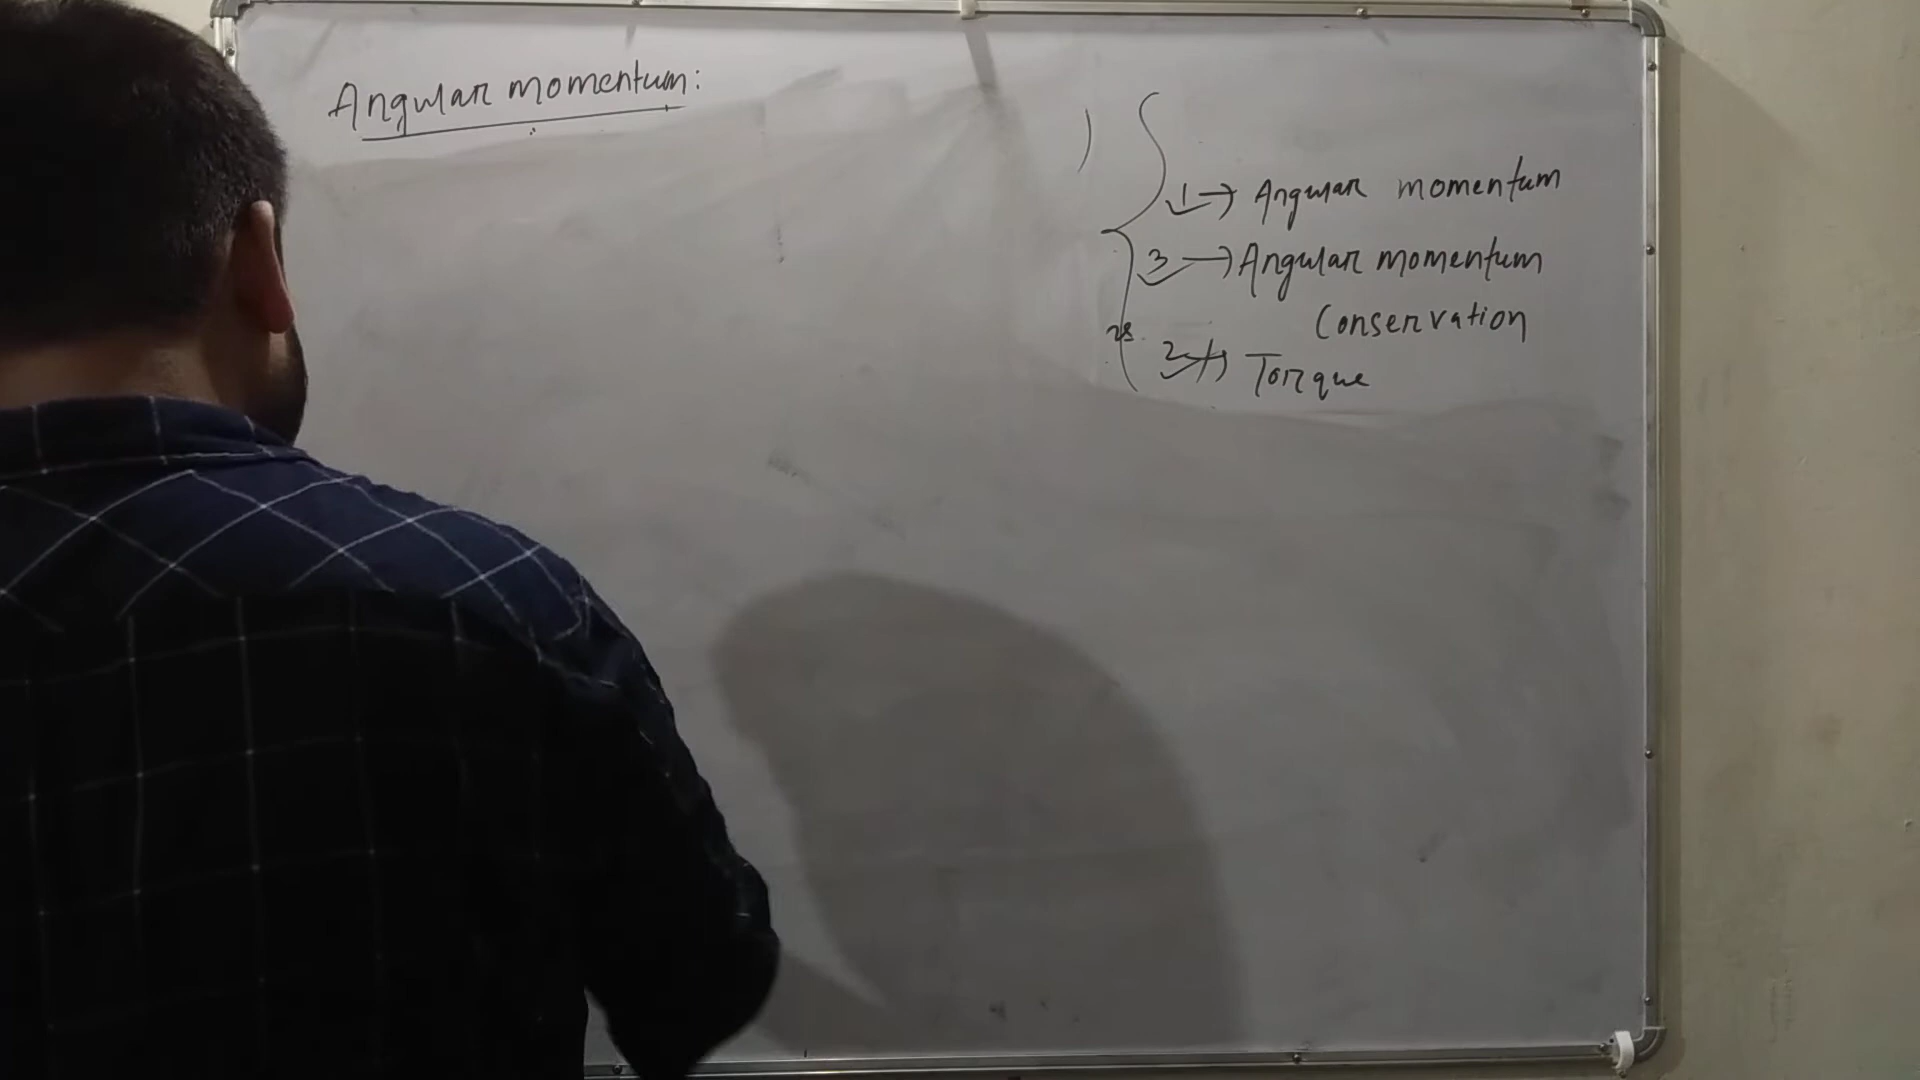 Angular momentum:
1 → Angular momentum
3 → Angular momentum
Conservation
2 → Torque